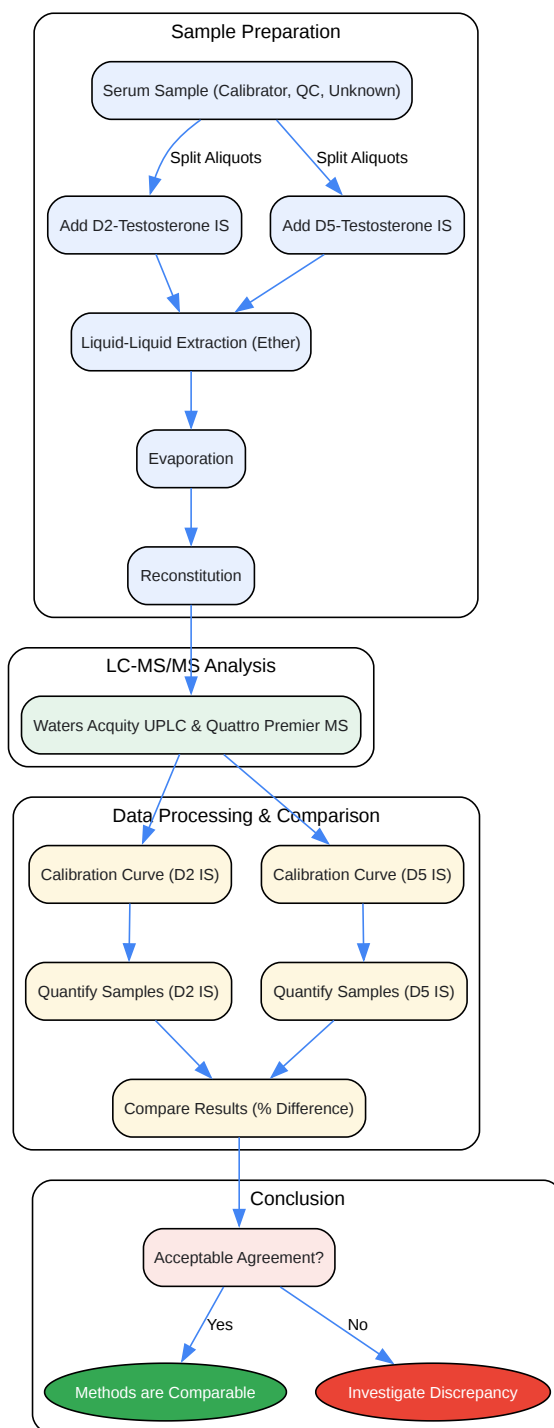 Sample Preparation
Serum Sample (Calibrator, QC, Unknown)
Split Aliquots
Split Aliquots
Add D2-Testosterone IS
Add D5-Testosterone IS
Liquid-Liquid Extraction (Ether)
Evaporation
Reconstitution
LC-MS/MS Analysis
Waters Acquity UPLC & Quattro Premier MS
Data Processing & Comparison
Calibration Curve (D2 IS)
Calibration Curve (D5 IS)
Quantify Samples (D2 IS)
Quantify Samples (D5 IS)
Compare Results (% Difference)
Conclusion
Acceptable Agreement?
Yes
No
Methods are Comparable
Investigate Discrepancy